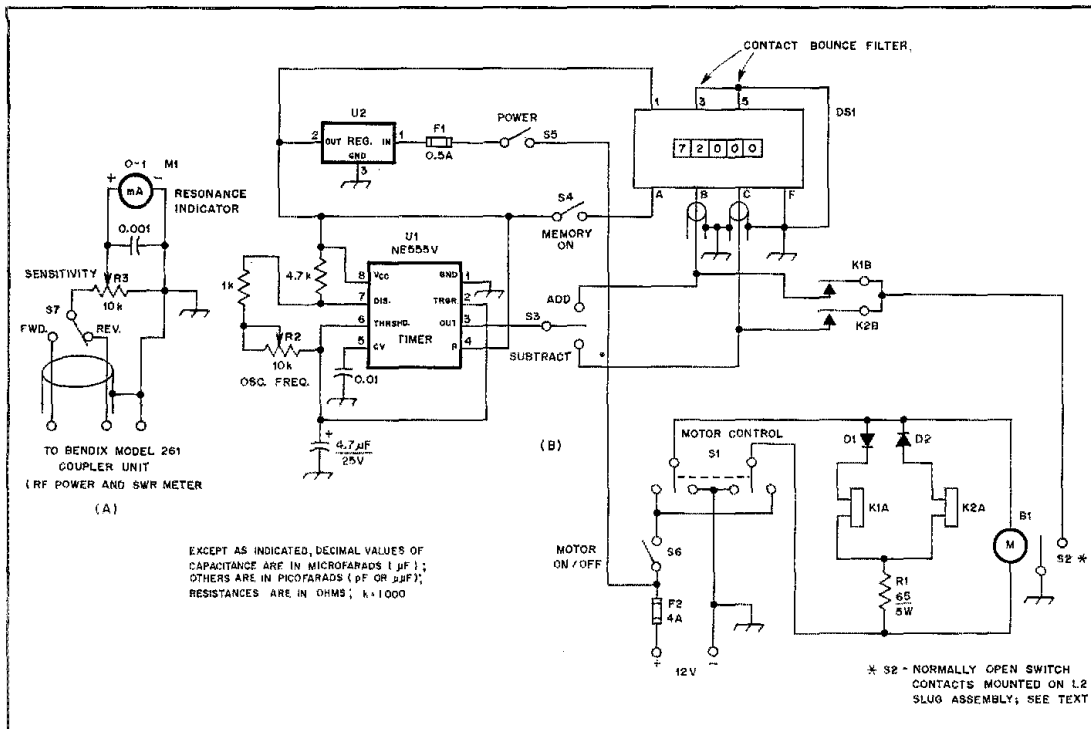 CONTACT BOUNCE FILTER,
1
3
5
DS1
U2
2
OUT REG. IN
GND
1
3
F1
0.5A
POWER
S5
72000
A
B
C
F
0-1
M1
+
-
mA
RESONANCE
INDICATOR
0.001
SENSITIVITY
R3
10k
S7
FWD.
REV.
TO BENDIX MODEL 261
COUPLER UNIT
(RF POWER AND SWR METER
(A)
S4
MEMORY
ON
U1
NE555V
4.7k
1k
8
VCC
GND
1
7
DIS.
TRGR.
2
6
THRSHD.
OUT
3
5
CV
TIMER
R
4
R2
10k
OSC. FREQ.
0.01
4.7µF
25V
+
ADD
S3
SUBTRACT
K1B
K2B
(B)
MOTOR CONTROL
S1
D1
D2
K1A
K2A
B1
M
S2 *
R1
65
5W
MOTOR
ON/OFF
S6
F2
4A
+
12V
-
EXCEPT AS INDICATED, DECIMAL VALUES OF
CAPACITANCE ARE IN MICROFARADS (µF);
OTHERS ARE IN PICOFARADS (pF OR µµF);
RESISTANCES ARE IN OHMS; k=1000
* S2 - NORMALLY OPEN SWITCH
CONTACTS MOUNTED ON L2
SLUG ASSEMBLY; SEE TEXT